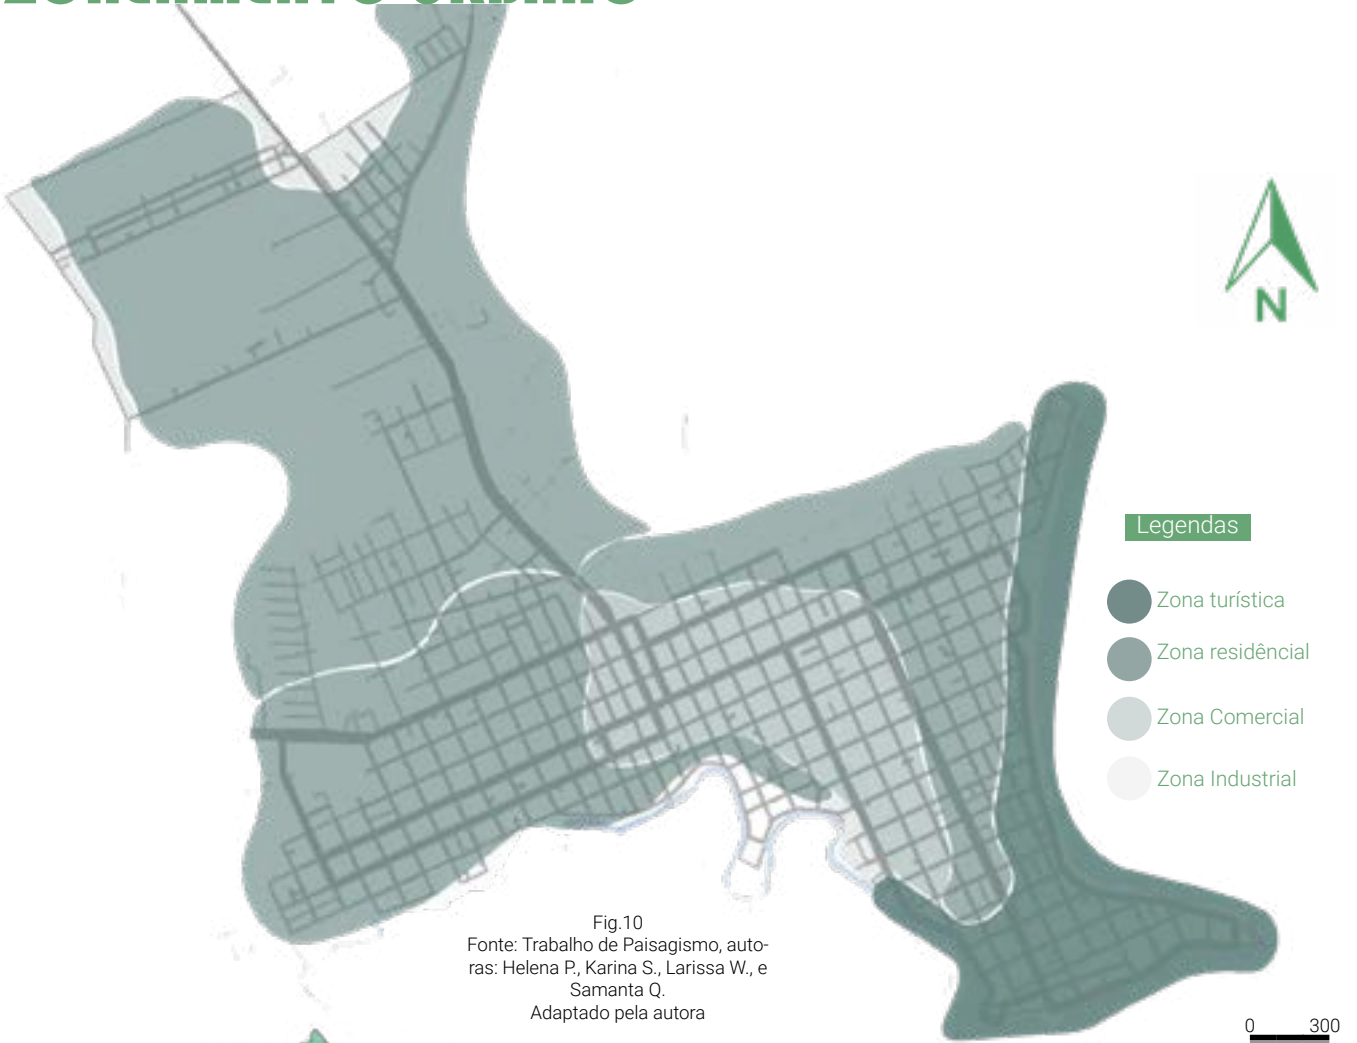 N
Legendas
Zona turística
Zona residêncial
Zona Comercial
Zona Industrial
Fig.10
Fonte: Trabalho de Paisagismo, auto-
ras: Helena P., Karina S., Larissa W., e
Samanta Q.
Adaptado pela autora
0 300